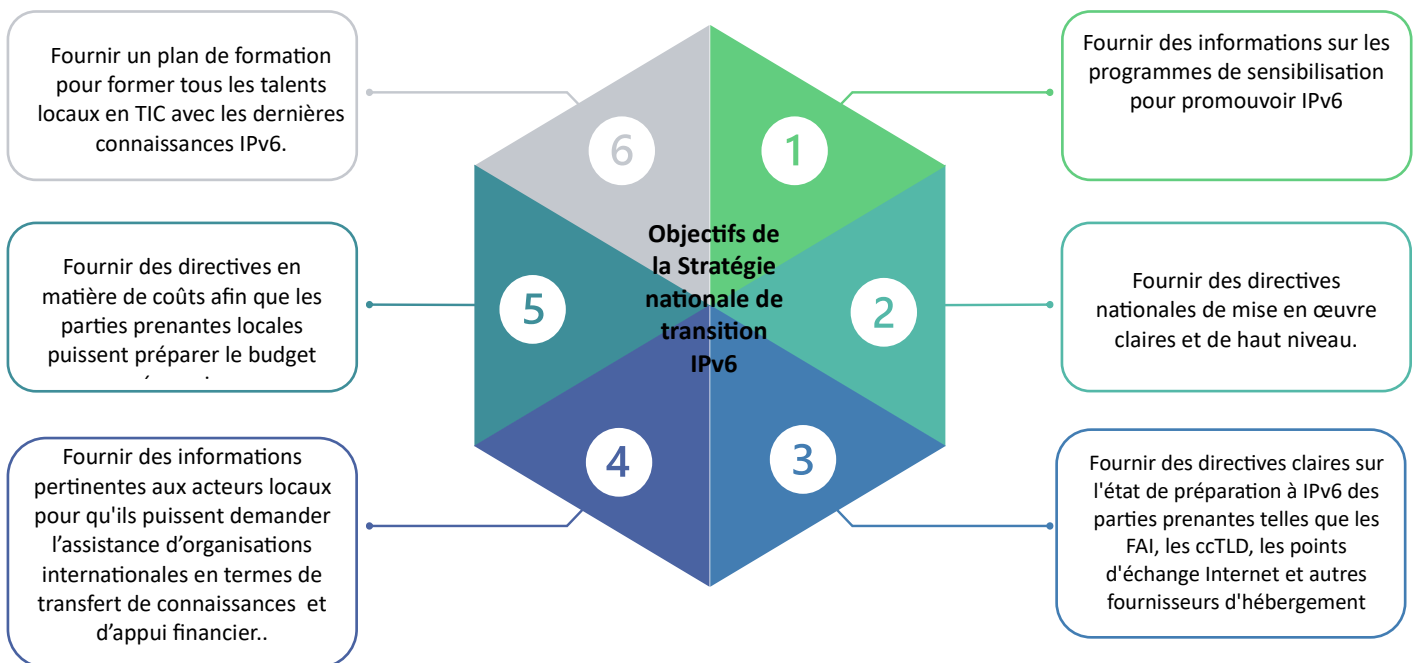 Fournir un plan de formation
pour former tous les talents
locaux en TIC avec les dernières
connaissances IPv6.
Fournir des informations sur les
programmes de sensibilisation
pour promouvoir IPv6
6
1
Objectifs de
la Stratégie
nationale de
transition
IPv6
Fournir des directives en
matière de coûts afin que les
parties prenantes locales
puissent préparer le budget
5
2
Fournir des directives
nationales de mise en œuvre
claires et de haut niveau.
Fournir des informations
pertinentes aux acteurs locaux
pour qu'ils puissent demander
l’assistance d’organisations
internationales en termes de
transfert de connaissances et
d’appui financier..
4
3
Fournir des directives claires sur
l'état de préparation à IPv6 des
parties prenantes telles que les
FAI, les ccTLD, les points
d'échange Internet et autres
fournisseurs d'hébergement